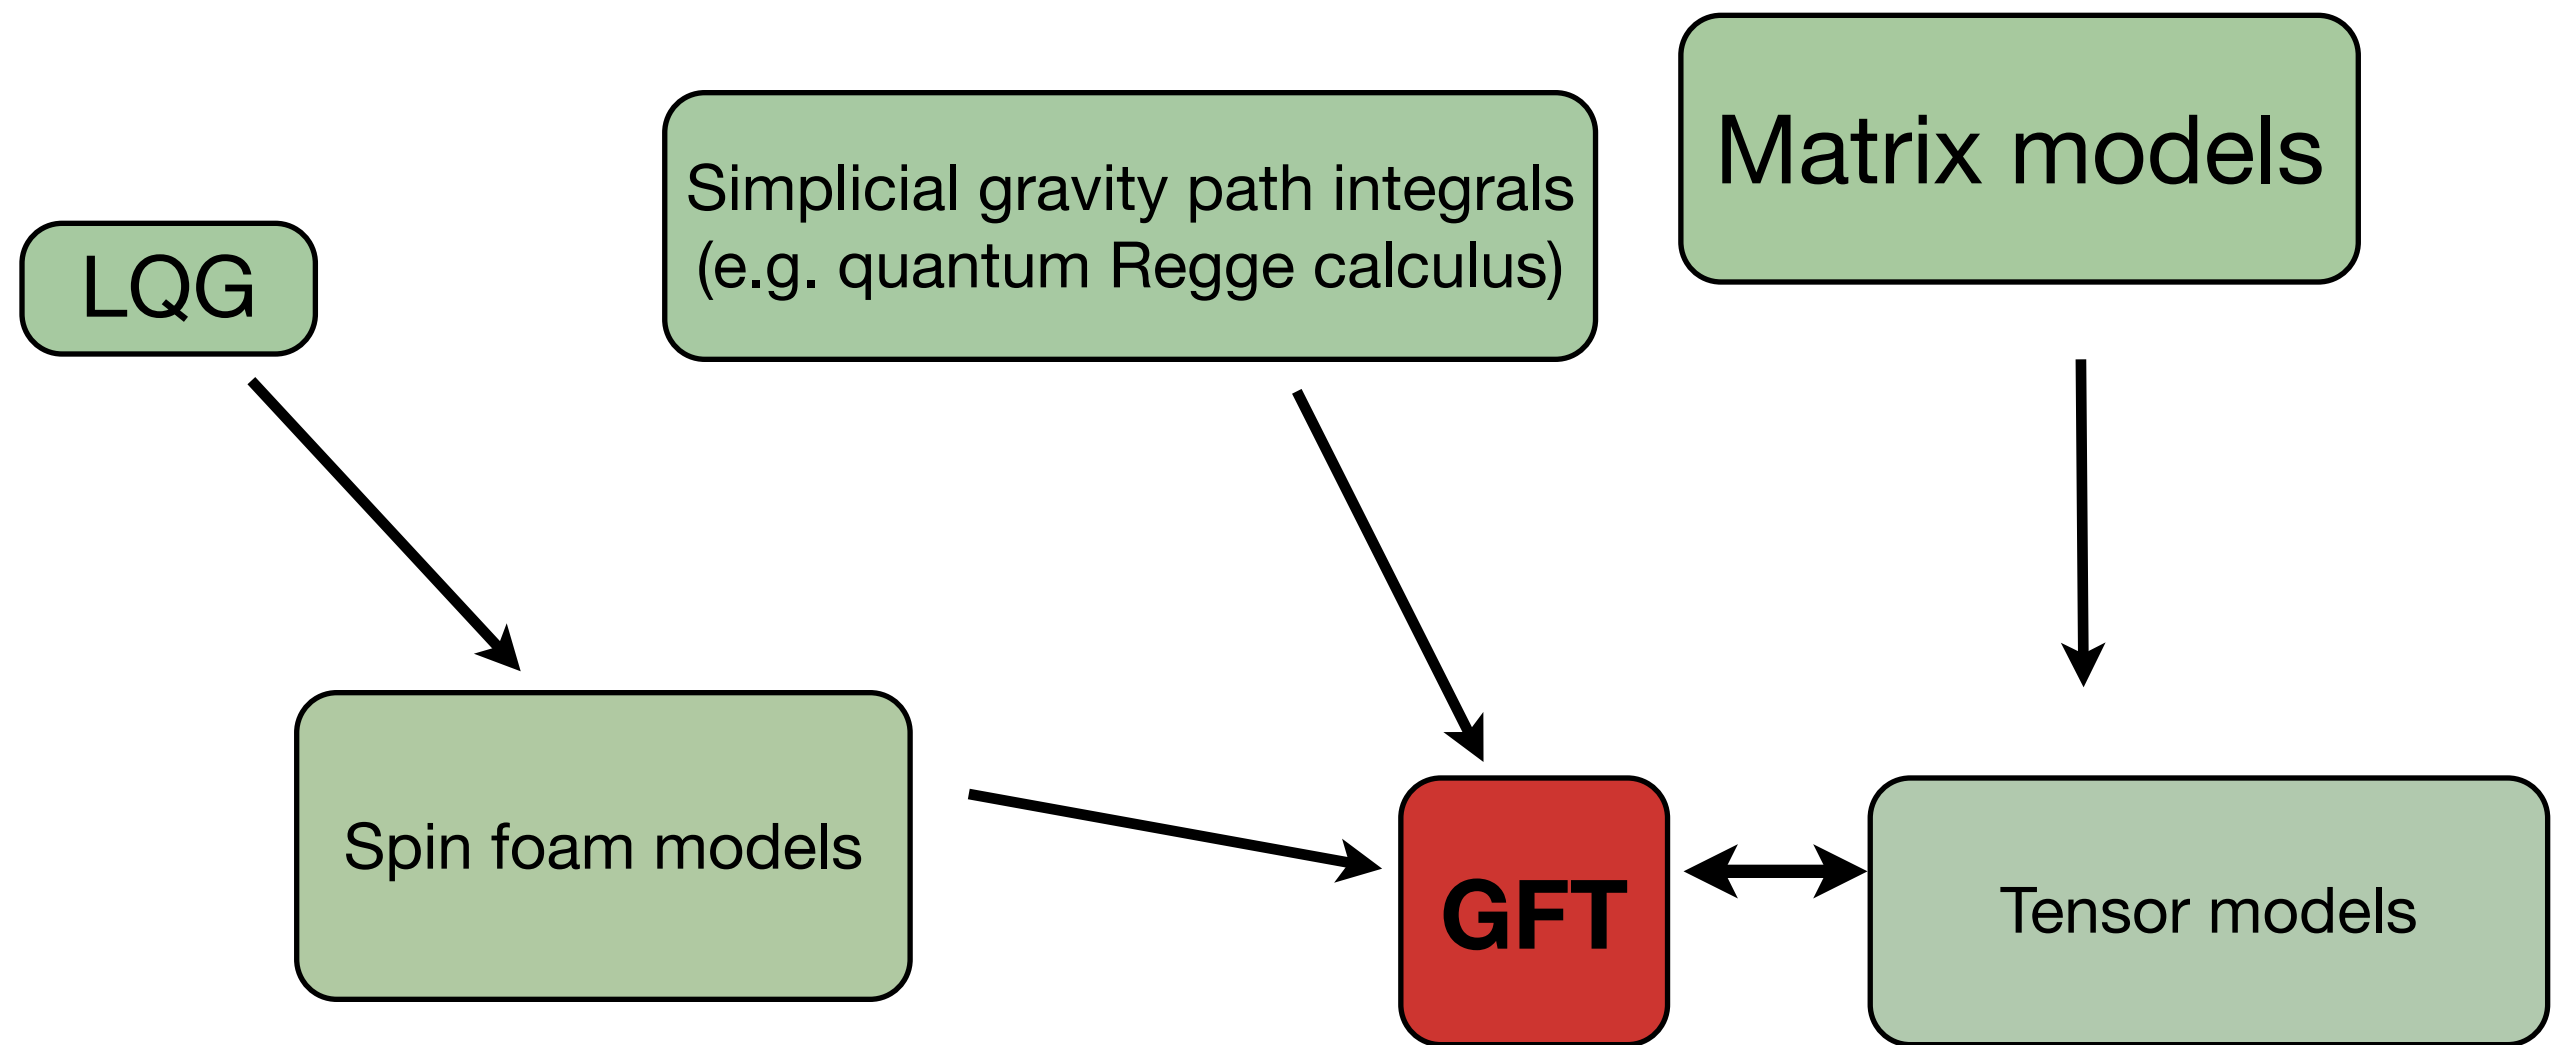 Matrix models
Simplicial gravity path integrals
(e.g. quantum Regge calculus)
LQG
Spin foam models
GFT
Tensor models